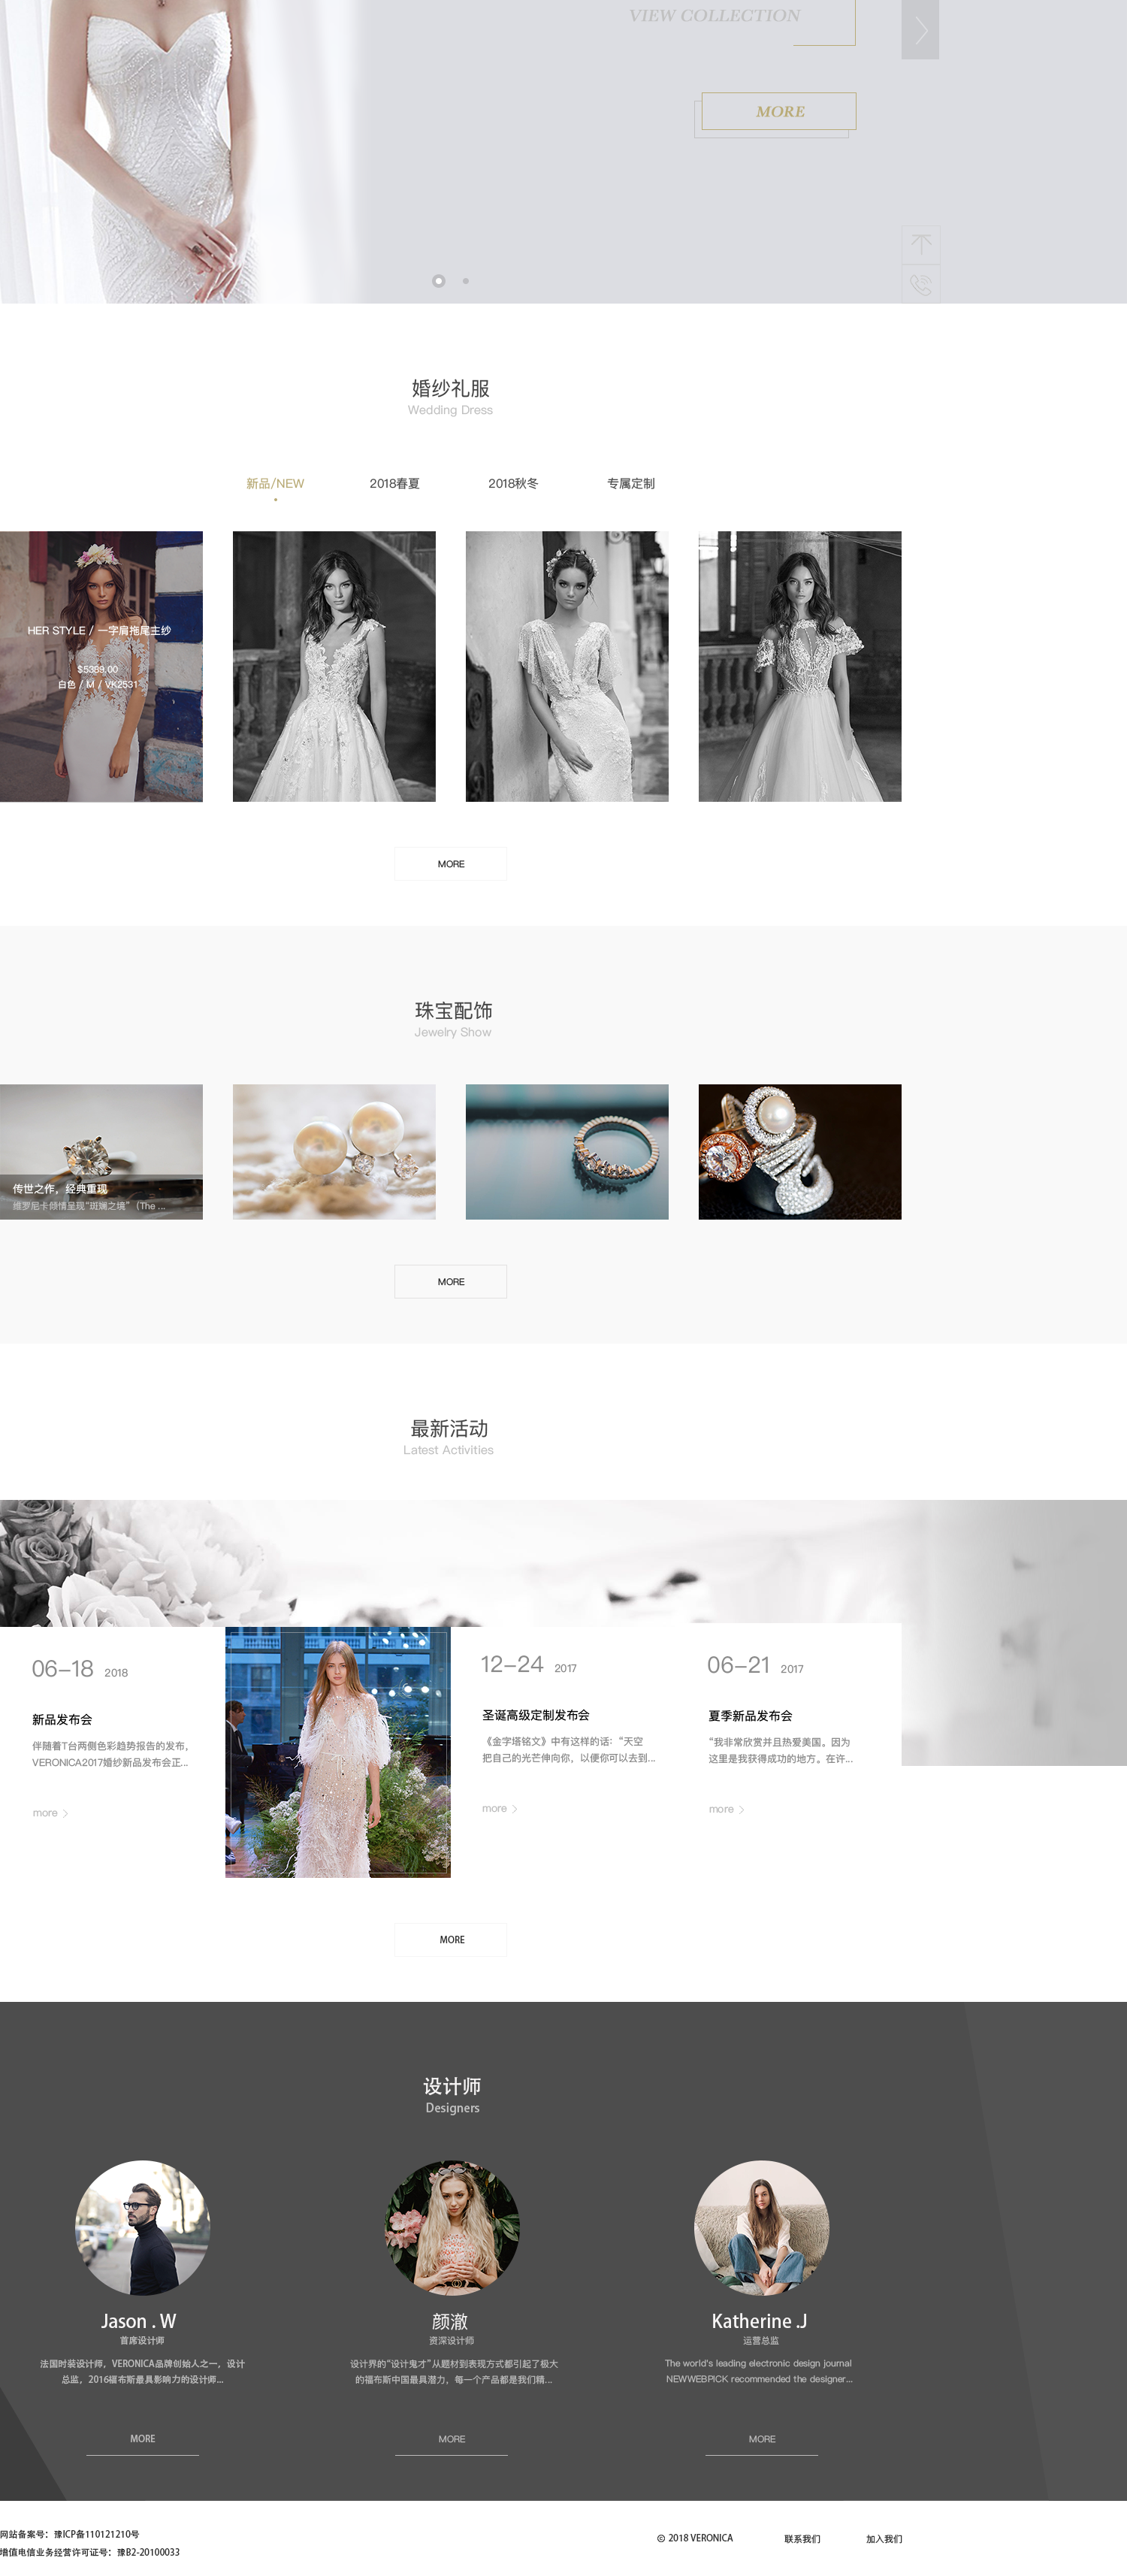 VIEW COLLECTION
MORE
婚纱礼服
Wedding Dress
新品/NEW 2018春夏 2018秋冬 专属定制
HER STYLE / 一字肩拖尾主纱
$5389.00
白色 / M / VK2531
MORE
珠宝配饰
Jewelry Show
传世之作，经典重现
维罗尼卡倾情呈现“斑斓之境”（The ...
MORE
最新活动
Latest Activities
06-18 2018
新品发布会
伴随着T台两侧色彩趋势报告的发布，
VERONICA2017婚纱新品发布会正...
more
12-24 2017
圣诞高级定制发布会
《金字塔铭文》中有这样的话：“天空
把自己的光芒伸向你，以便你可以去到...
more
06-21 2017
夏季新品发布会
“我非常欣赏并且热爱美国。因为
这里是我获得成功的地方。在许...
more
MORE
设计师
Designers
Jason . W
首席设计师
法国时装设计师，VERONICA品牌创始人之一，设计
总监，2016福布斯最具影响力的设计师...
MORE
颜澈
资深设计师
设计界的“设计鬼才”从题材到表现方式都引起了极大
的福布斯中国最具潜力，每一个产品都是我们精...
MORE
Katherine .J
运营总监
The world's leading electronic design journal
NEWWEBPICK recommended the designer...
MORE
网站备案号：豫ICP备110121210号
增值电信业务经营许可证号：豫B2-20100033
© 2018 VERONICA 联系我们 加入我们